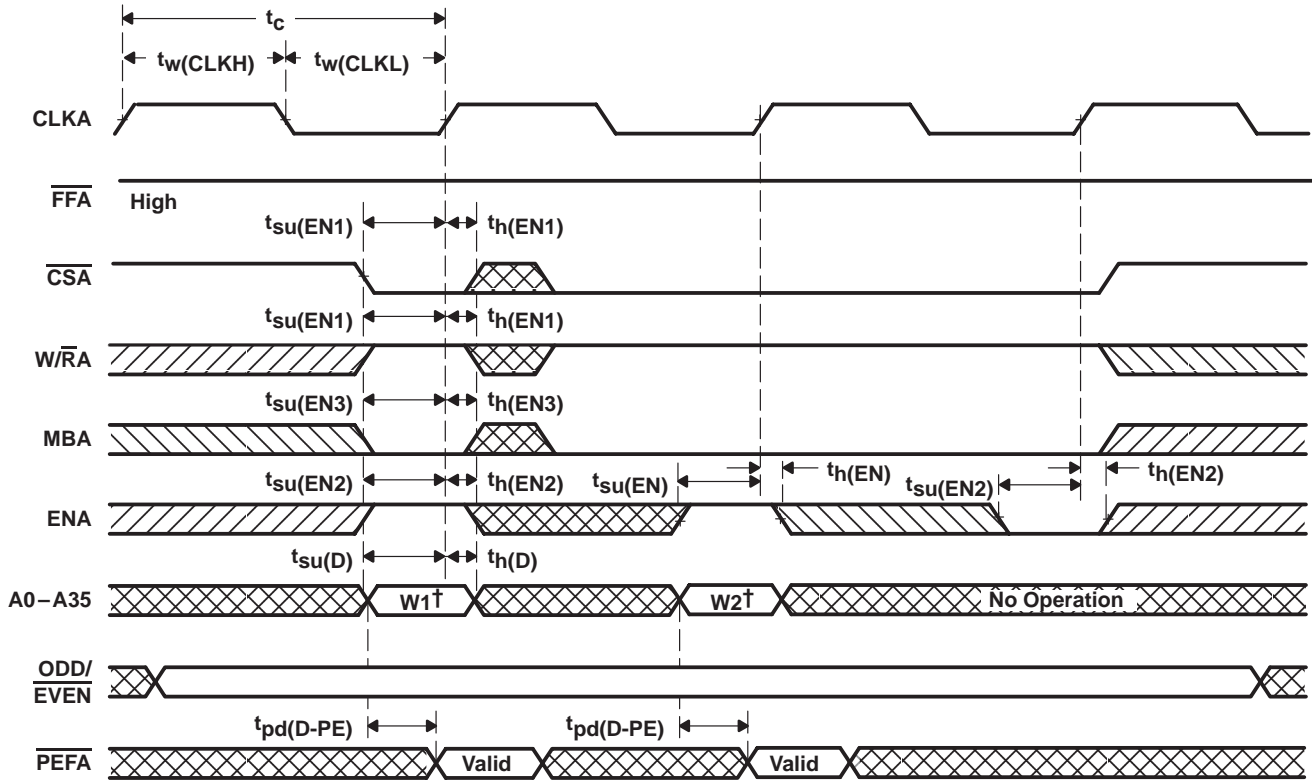 tc
tw(CLKH)
tw(CLKL)
CLKA
FFA
High
tsu(EN1)
th(EN1)
CSA
tsu(EN1)
th(EN1)
W/RA
tsu(EN3)
th(EN3)
MBA
tsu(EN2)
th(EN2)
tsu(EN)
th(EN)
tsu(EN2)
th(EN2)
ENA
tsu(D)
th(D)
A0–A35
W1†
W2†
No Operation
ODD/
EVEN
tpd(D-PE)
tpd(D-PE)
PEFA
Valid
Valid